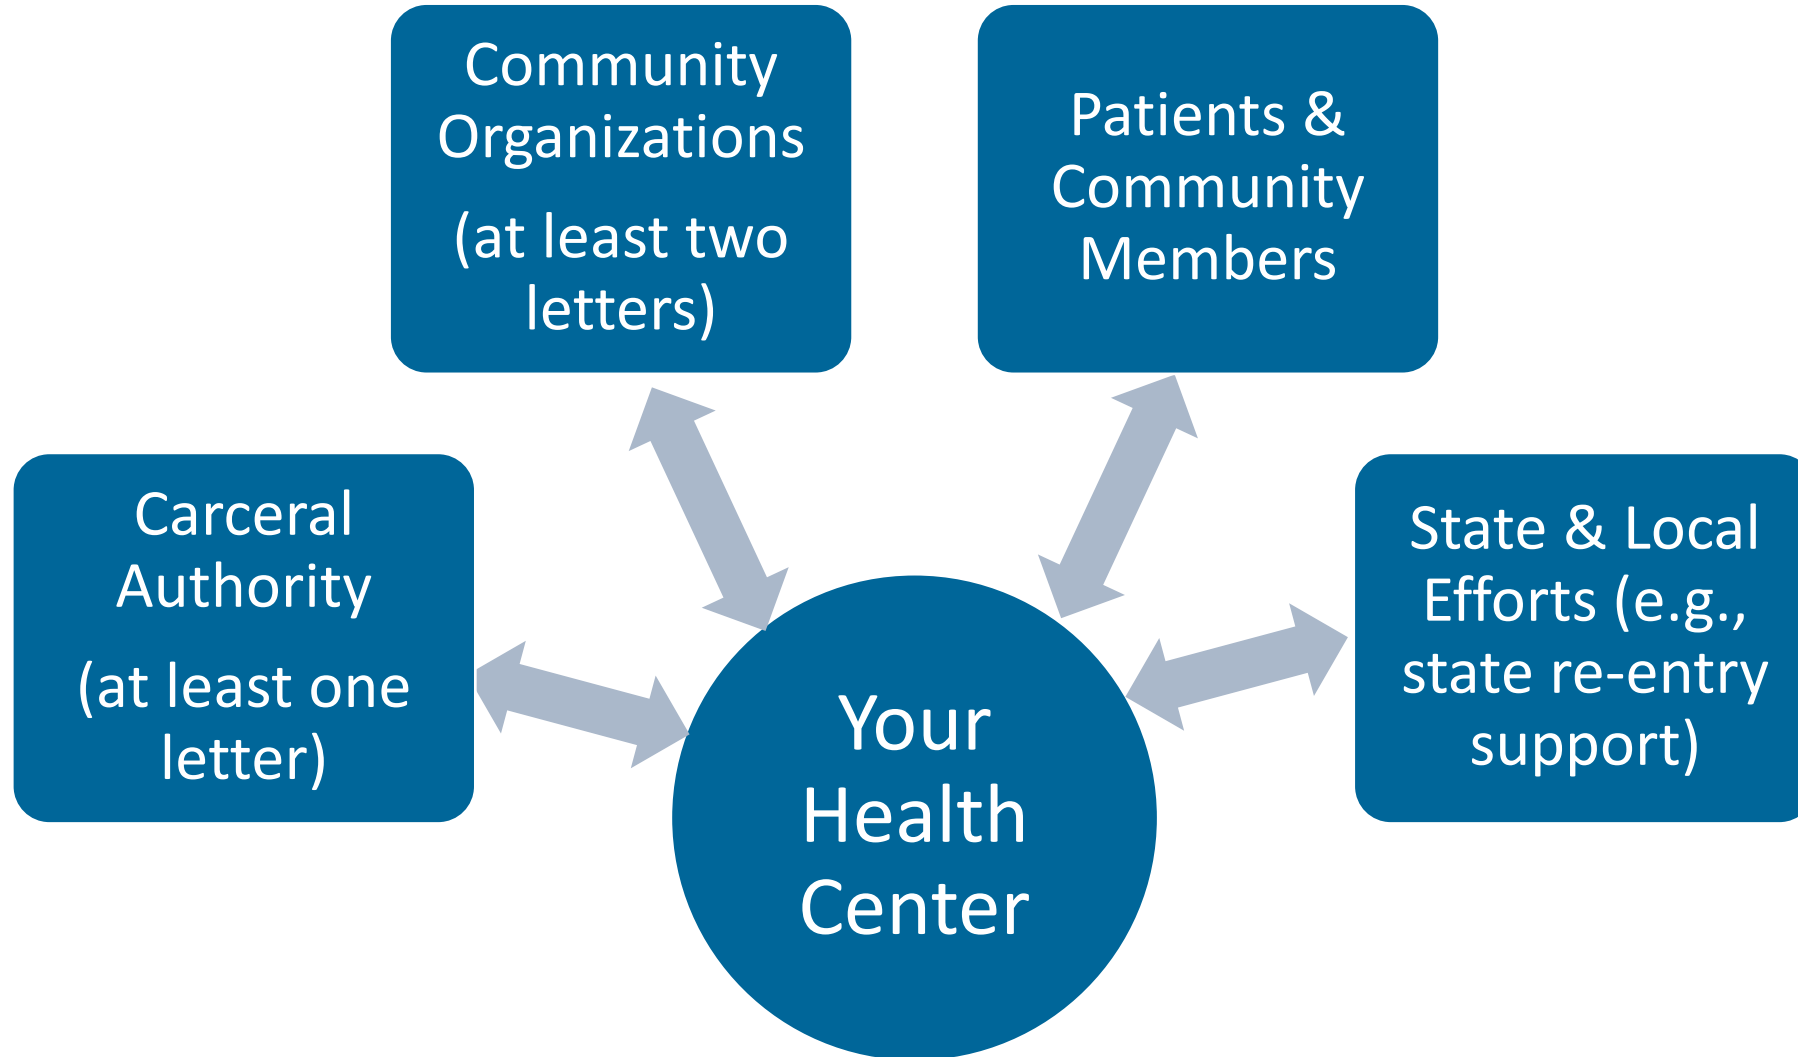 Community
Organizations
(at least two
letters)
Patients &
Community
Members
Carceral
Authority
(at least one
letter)
State & Local
Efforts (e.g.,
state re-entry
support)
Your
Health
Center